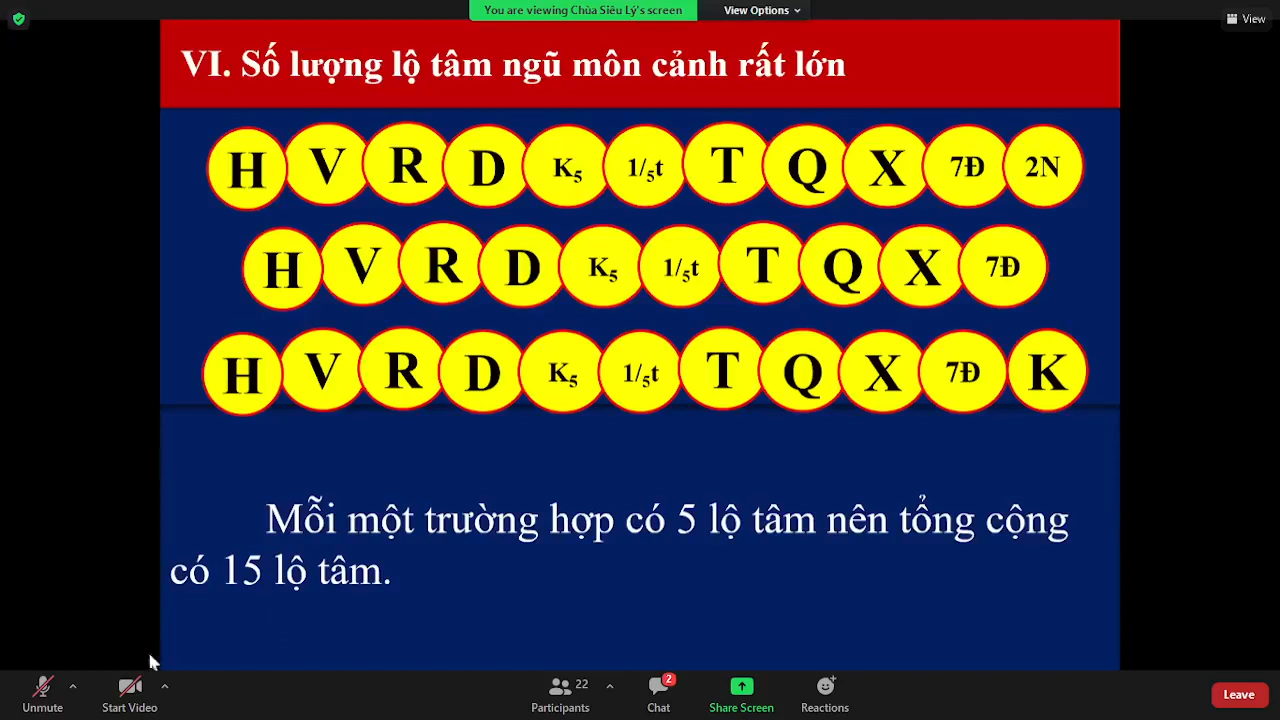 You are viewing Chùa Siêu Lý's screen
View Options
View
VI. Số lượng lộ tâm ngũ môn cảnh rất lớn
H V R D K₅ 1/₅t T Q X 7Đ 2N
H V R D K₅ 1/₅t T Q X 7Đ
H V R D K₅ 1/₅t T Q X 7Đ K
Mỗi một trường hợp có 5 lộ tâm nên tổng cộng
có 15 lộ tâm.
Unmute
Start Video
22
Participants
2
Chat
Share Screen
Reactions
Leave